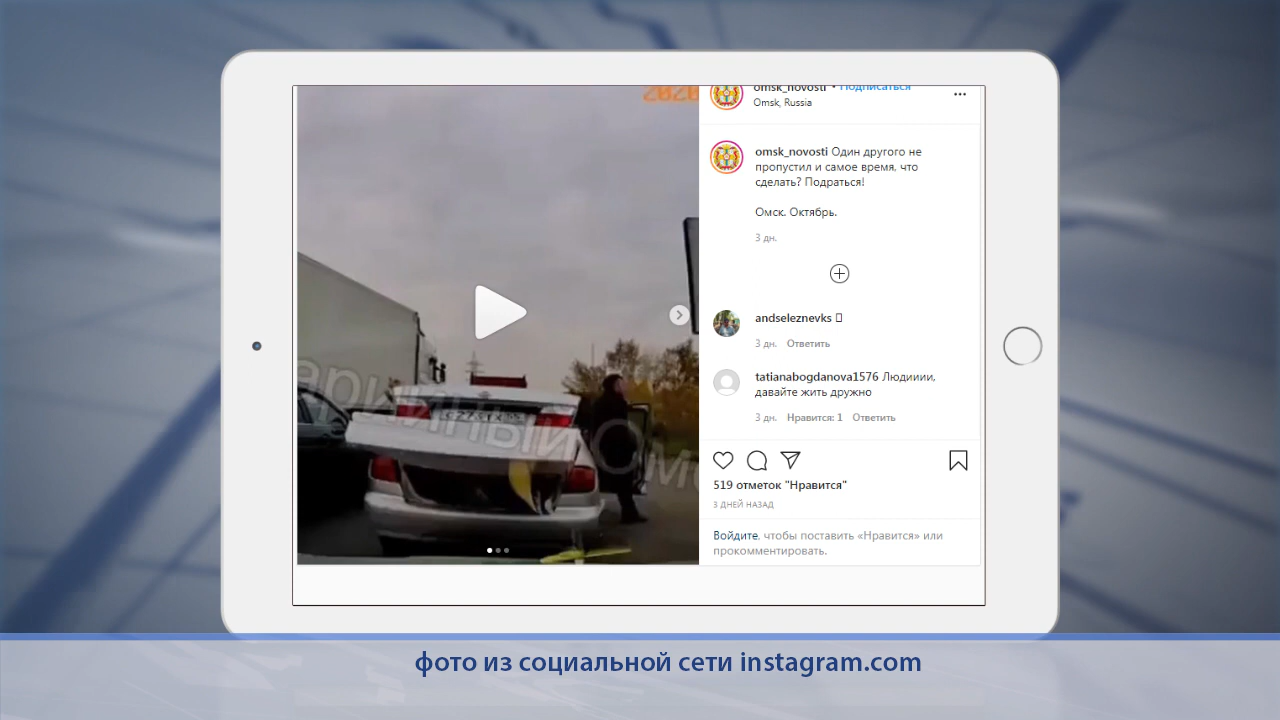 2020
omsk_novosti • Подписаться
Omsk, Russia
omsk_novosti Один другого не
пропустил и самое время, что
сделать? Подраться!
Омск. Октябрь.
3 дн.
andseleznevks
3 дн. Ответить
tatianabogdanova1576 Людииии,
давайте жить дружно
3 дн. Нравится: 1 Ответить
519 отметок "Нравится"
3 ДНЕЙ НАЗАД
Войдите, чтобы поставить «Нравится» или
прокомментировать.
фото из социальной сети instagram.com